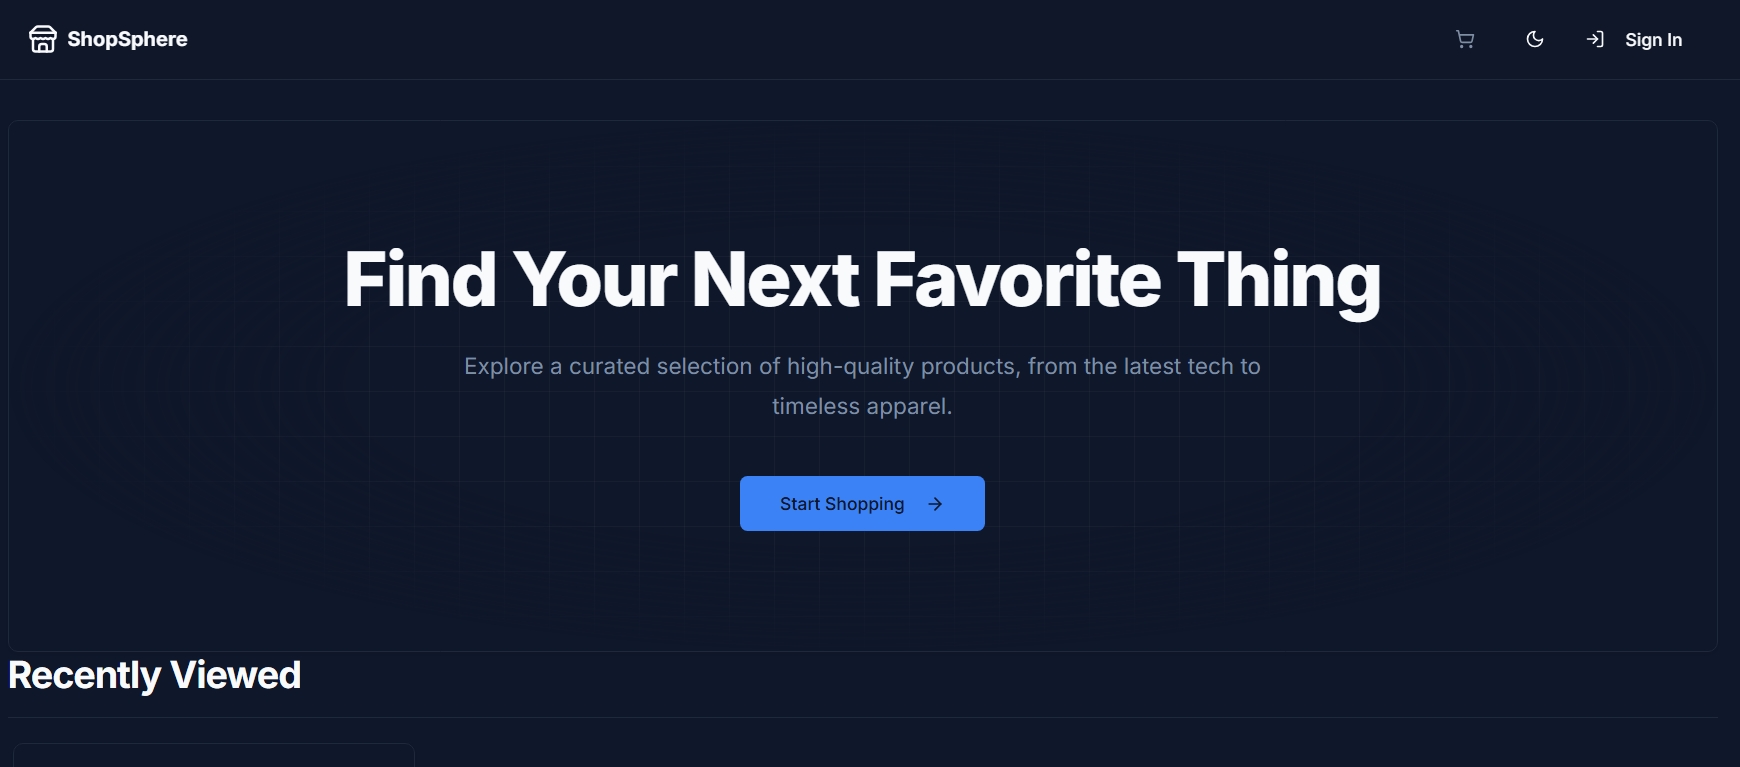 ShopSphere
Sign In
Find Your Next Favorite Thing
Explore a curated selection of high-quality products, from the latest tech to
timeless apparel.
Start Shopping
Recently Viewed